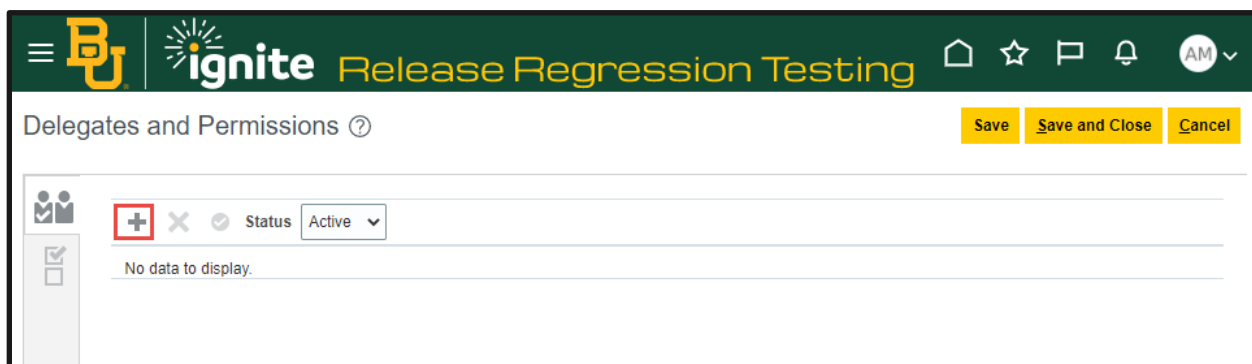 BU ignite Release Regression Testing AM
Delegates and Permissions ? Save Save and Close Cancel
Status Active
No data to display.